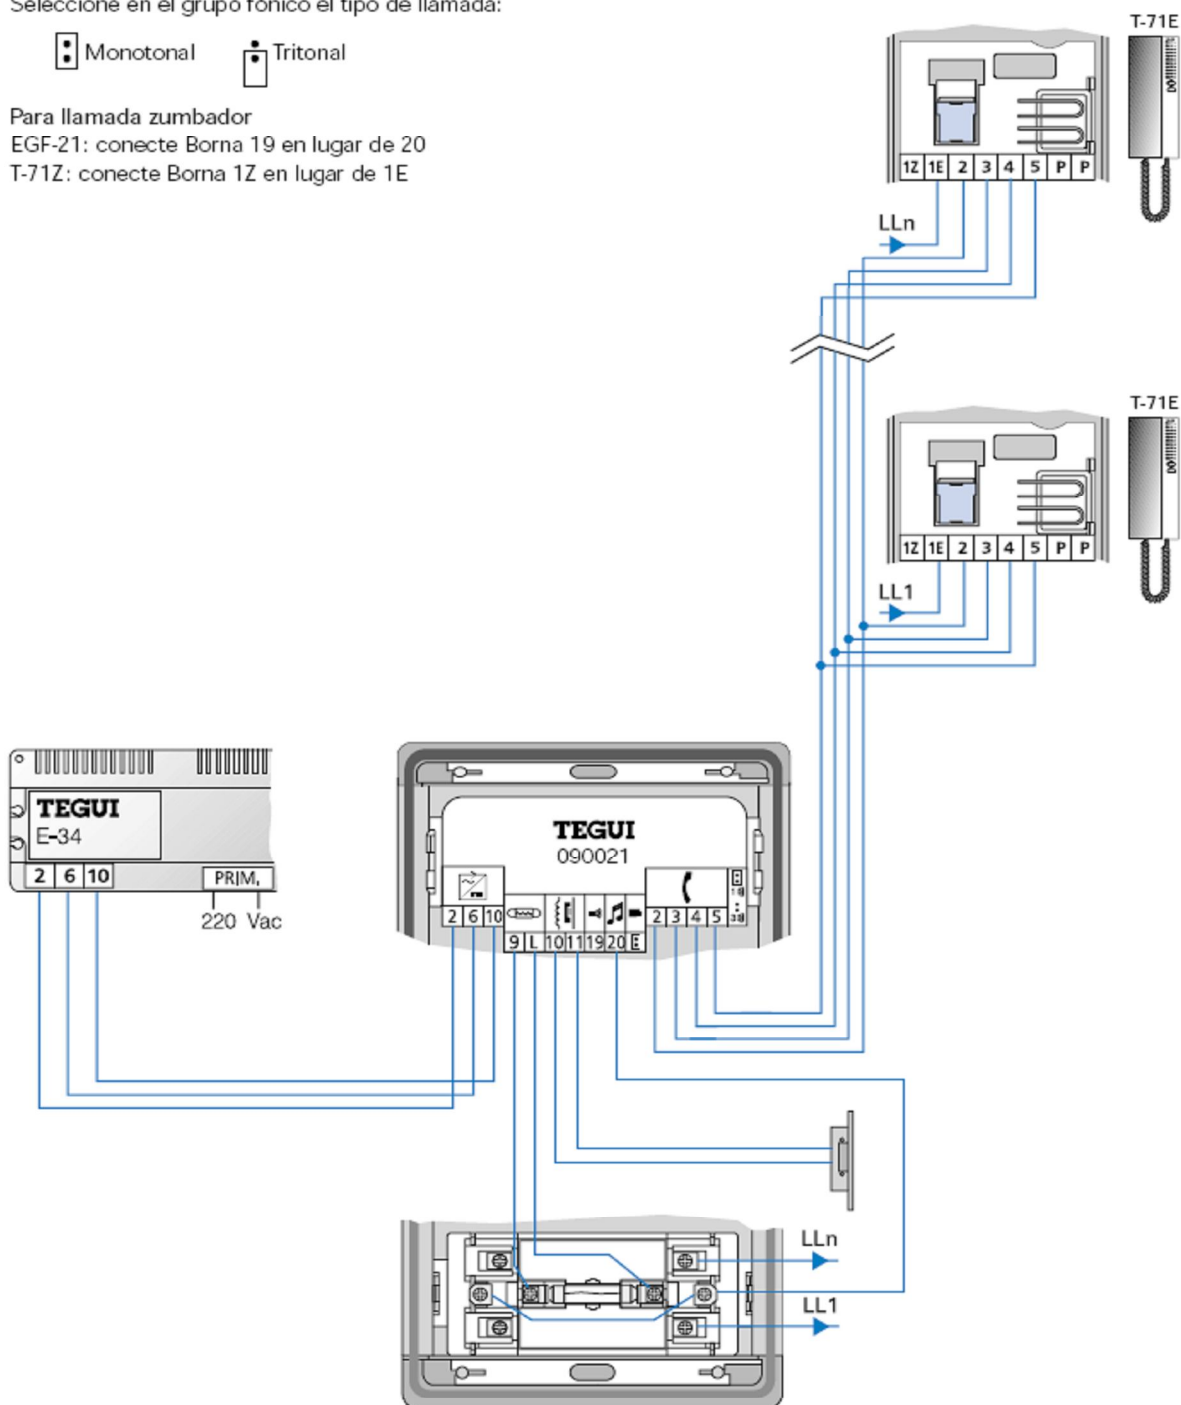 Seleccione en el grupo fónico el tipo de llamada:
Monotonal Tritonal
Para llamada zumbador
EGF-21: conecte Borna 19 en lugar de 20
T-71Z: conecte Borna 1Z en lugar de 1E
T-71E
1Z 1E 2 3 4 5 P P
LLn
T-71E
1Z 1E 2 3 4 5 P P
LL1
TEGUI
E-34
2 6 10 PRIM.
220 Vac
TEGUI
090021
2 6 10
9 L 10 11 19 20 E
2 3 4 5
LLn
LL1